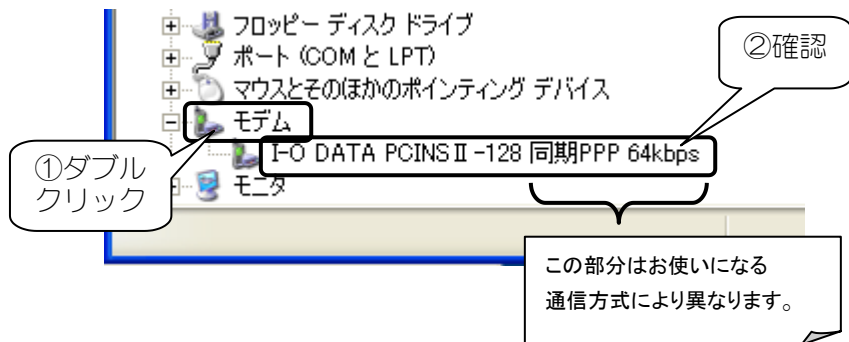 フロッピー ディスク ドライブ
ポート (COM と LPT)
②確認
マウスとそのほかのポインティング デバイス
モデム
I-O DATA PCINSⅡ-128 同期PPP 64kbps
①ダブル
クリック
モニタ
この部分はお使いになる
通信方式により異なります。